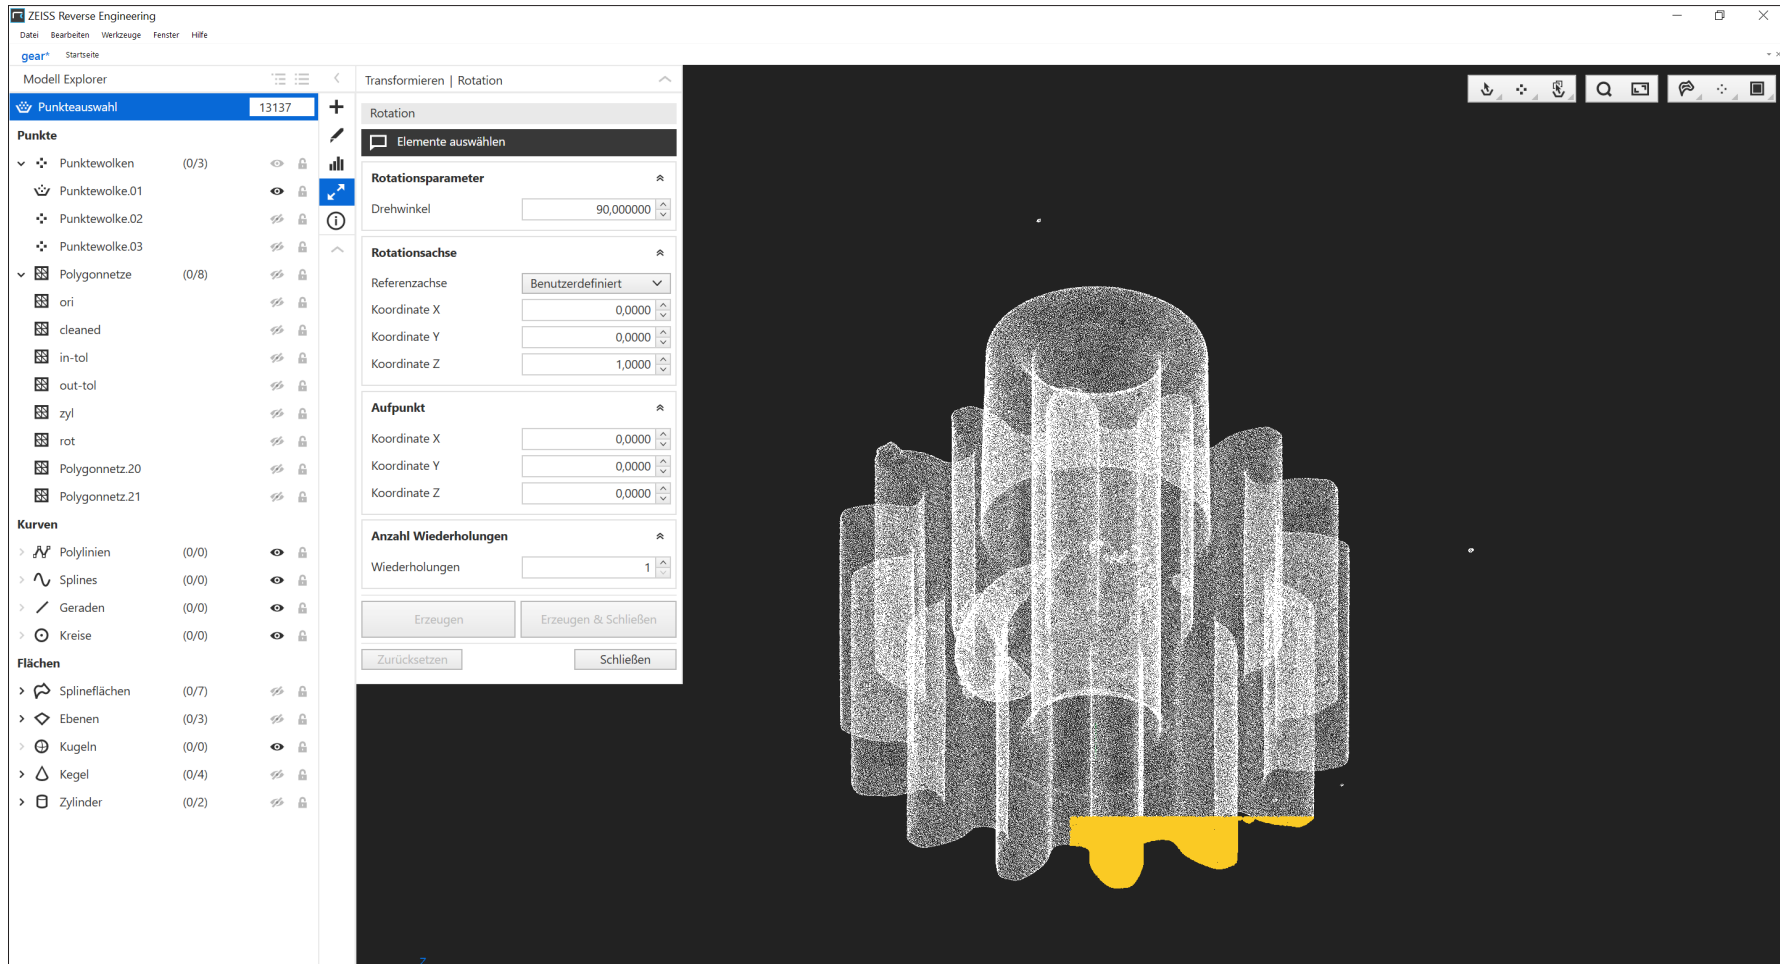 ZEISS Reverse Engineering
Datei Bearbeiten Werkzeuge Fenster Hilfe
gear* Startseite
Modell Explorer
Punkteauswahl 13137
Punkte
Punktewolken (0/3)
Punktewolke.01
Punktewolke.02
Punktewolke.03
Polygonnetze (0/8)
ori
cleaned
in-tol
out-tol
zyl
rot
Polygonnetz.20
Polygonnetz.21
Kurven
Polylinien (0/0)
Splines (0/0)
Geraden (0/0)
Kreise (0/0)
Flächen
Splineflächen (0/7)
Ebenen (0/3)
Kugeln (0/0)
Kegel (0/4)
Zylinder (0/2)
Transformieren | Rotation
Rotation
Elemente auswählen
Rotationsparameter
Drehwinkel 90,000000
Rotationsachse
Referenzachse Benutzerdefiniert
Koordinate X 0,0000
Koordinate Y 0,0000
Koordinate Z 1,0000
Aufpunkt
Koordinate X 0,0000
Koordinate Y 0,0000
Koordinate Z 0,0000
Anzahl Wiederholungen
Wiederholungen 1
Erzeugen Erzeugen & Schließen
Zurücksetzen Schließen
Z